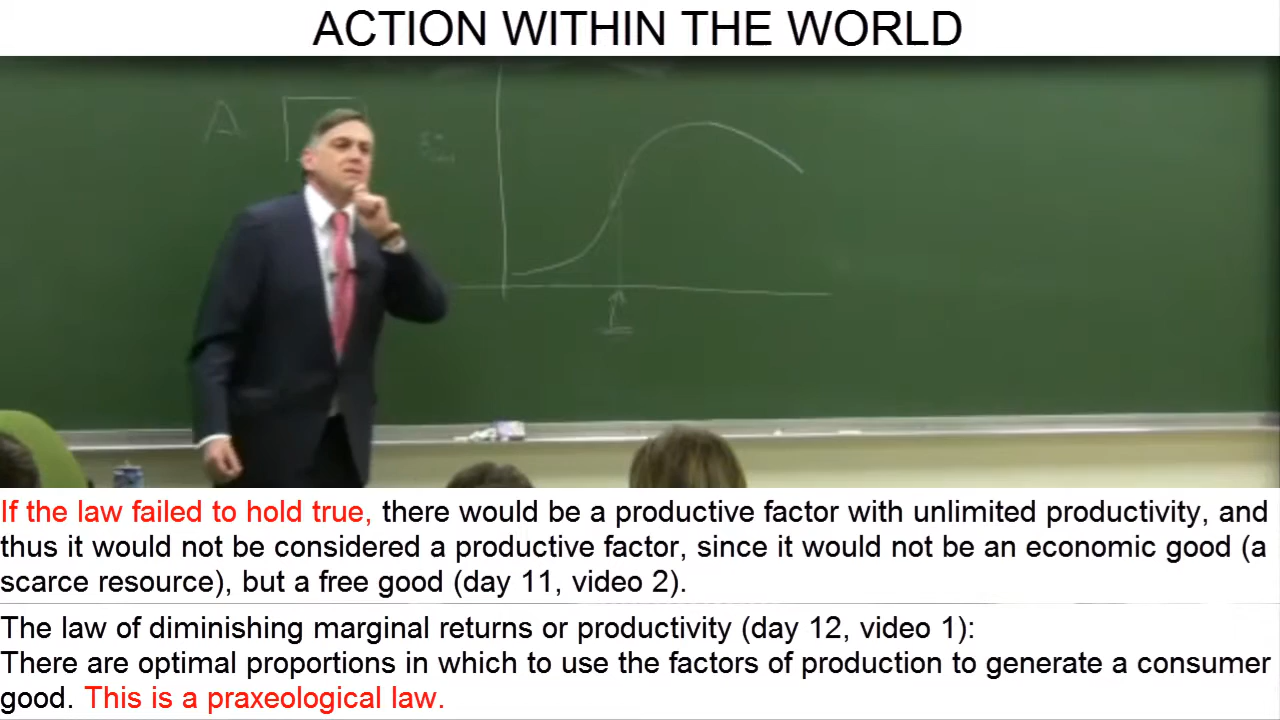 ACTION WITHIN THE WORLD
A
If the law failed to hold true, there would be a productive factor with unlimited productivity, and
thus it would not be considered a productive factor, since it would not be an economic good (a
scarce resource), but a free good (day 11, video 2).
The law of diminishing marginal returns or productivity (day 12, video 1):
There are optimal proportions in which to use the factors of production to generate a consumer
good. This is a praxeological law.